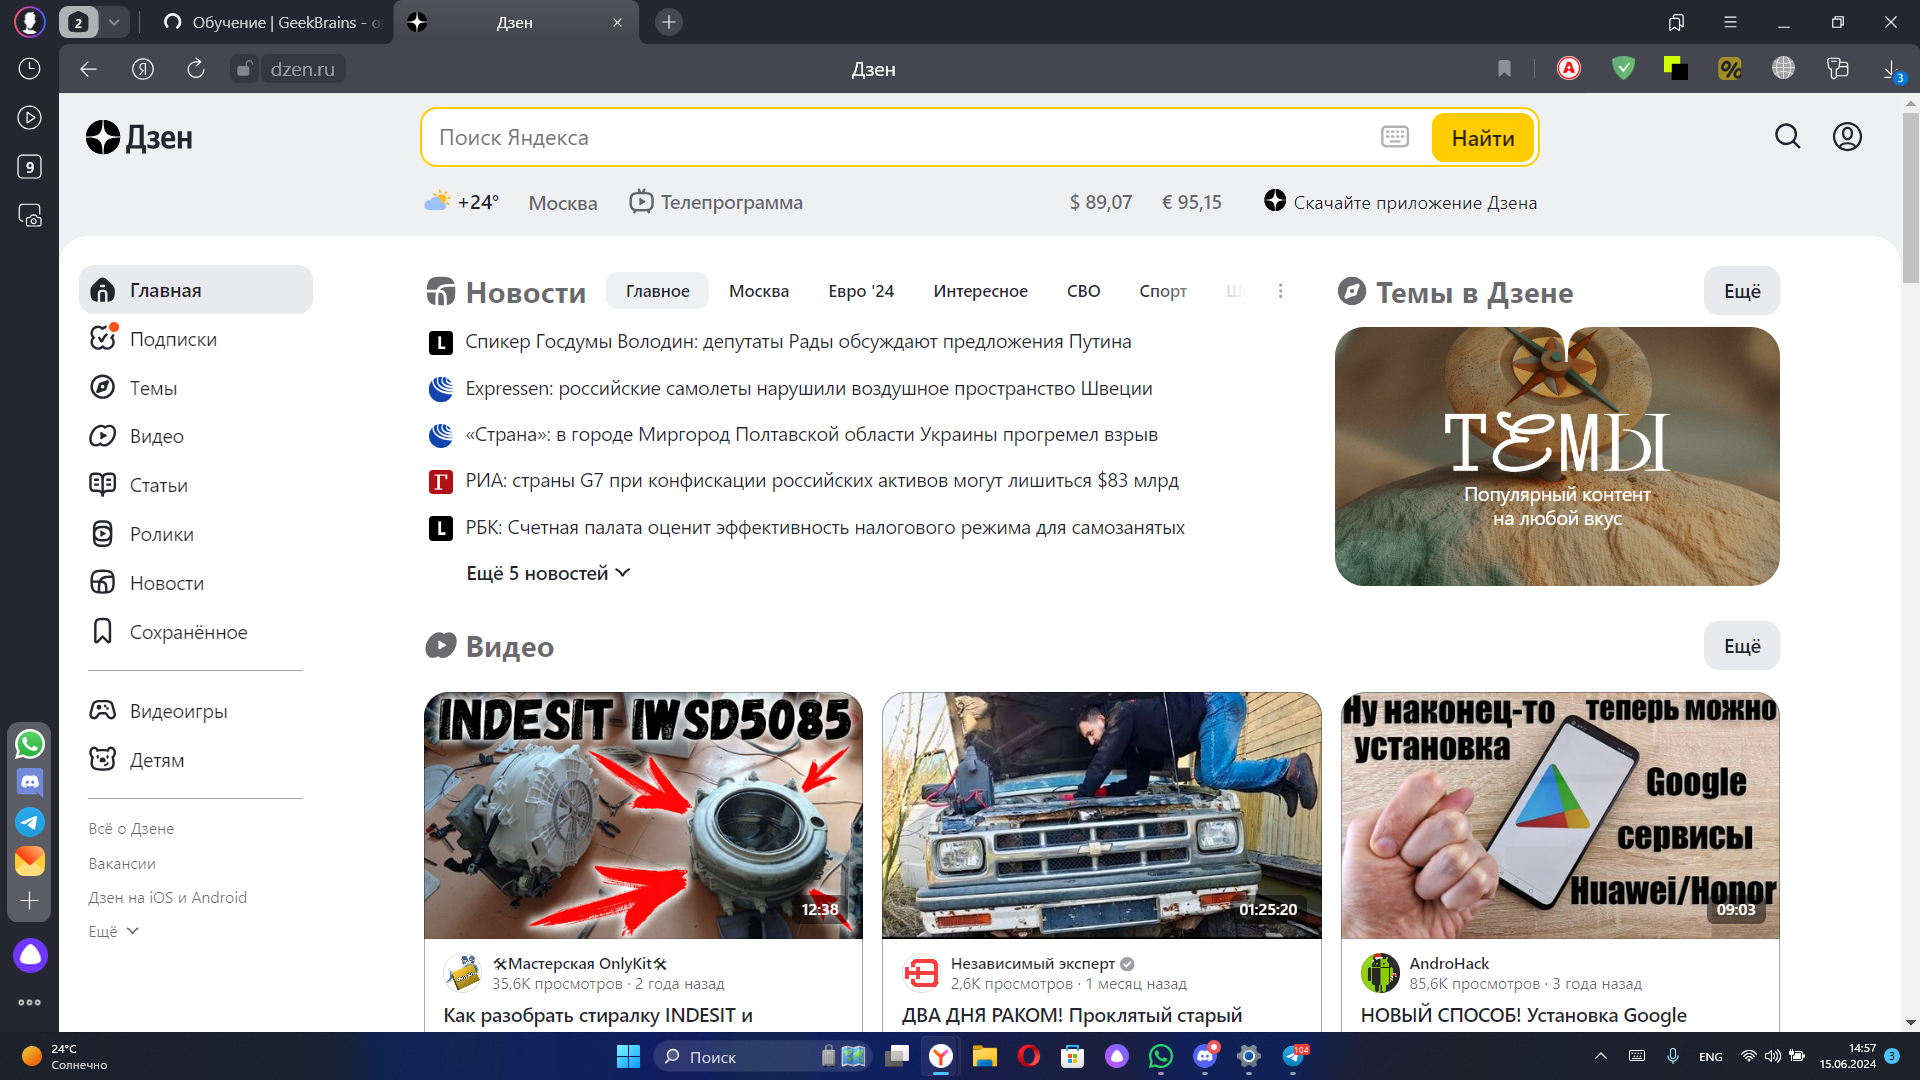 2
Обучение | GeekBrains - о
Дзен
dzen.ru
Дзен
3
9
Дзен
Поиск Яндекса
Найти
+24°
Москва
Телепрограмма
$ 89,07
€ 95,15
Скачайте приложение Дзена
Главная
Подписки
Темы
Видео
Статьи
Ролики
Новости
Сохранённое
Видеоигры
Детям
Всё о Дзене
Вакансии
Дзен на iOS и Android
Ещё
Новости
Главное
Москва
Евро '24
Интересное
СВО
Спорт
Спикер Госдумы Володин: депутаты Рады обсуждают предложения Путина
Expressen: российские самолеты нарушили воздушное пространство Швеции
«Страна»: в городе Миргород Полтавской области Украины прогремел взрыв
РИА: страны G7 при конфискации российских активов могут лишиться $83 млрд
РБК: Счетная палата оценит эффективность налогового режима для самозанятых
Ещё 5 новостей
Темы в Дзене
Ещё
ТЕМЫ
Популярный контент
на любой вкус
Видео
Ещё
INDESIT IWSD5085
12:38
🛠Мастерская OnlyKit🛠
35,6K просмотров · 2 года назад
Как разобрать стиралку INDESIT и
01:25:20
Независимый эксперт
2,6K просмотров · 1 месяц назад
ДВА ДНЯ РАКОМ! Проклятый старый
Ну наконец-то
установка
теперь можно
Google
сервисы
Huawei/Honor
09:03
AndroHack
85,6K просмотров · 3 года назад
НОВЫЙ СПОСОБ! Установка Google
24°C
Солнечно
Поиск
104
ENG
14:57
15.06.2024
3